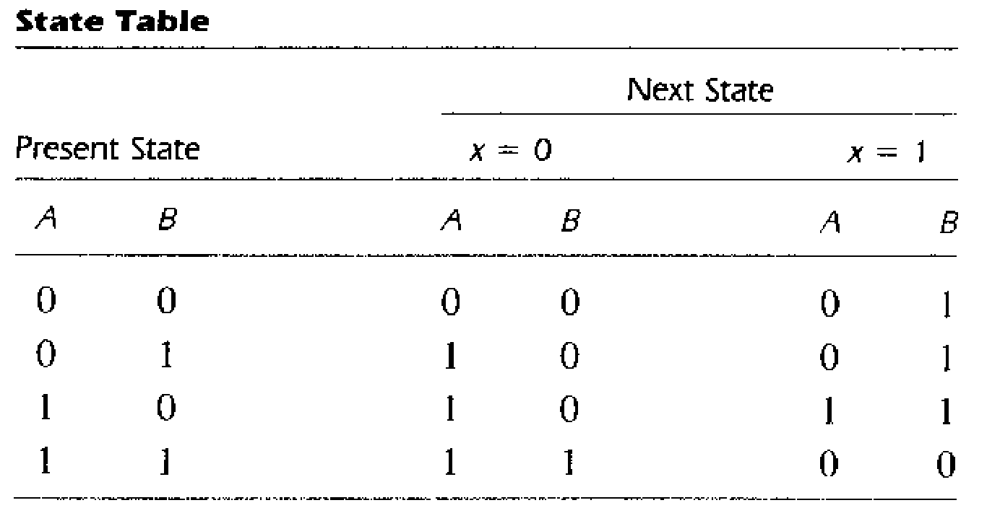 State Table
Next State
Present State x = 0 x = 1
A B A B A B
0 0 0 0 0 1
0 1 1 0 0 1
1 0 1 0 1 1
1 1 1 1 0 0